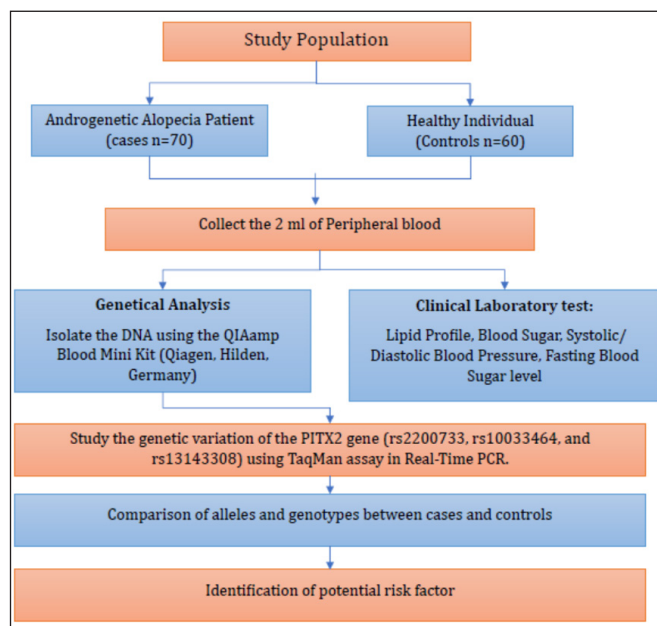 Study Population
Androgenetic Alopecia Patient
(cases n=70)
Healthy Individual
(Controls n=60)
Collect the 2 ml of Peripheral blood
Genetical Analysis
Isolate the DNA using the QIAamp
Blood Mini Kit (Qiagen, Hilden,
Germany)
Clinical Laboratory test:
Lipid Profile, Blood Sugar, Systolic/
Diastolic Blood Pressure, Fasting Blood
Sugar level
Study the genetic variation of the PITX2 gene (rs2200733, rs10033464, and
rs13143308) using TaqMan assay in Real-Time PCR.
Comparison of alleles and genotypes between cases and controls
Identification of potential risk factor